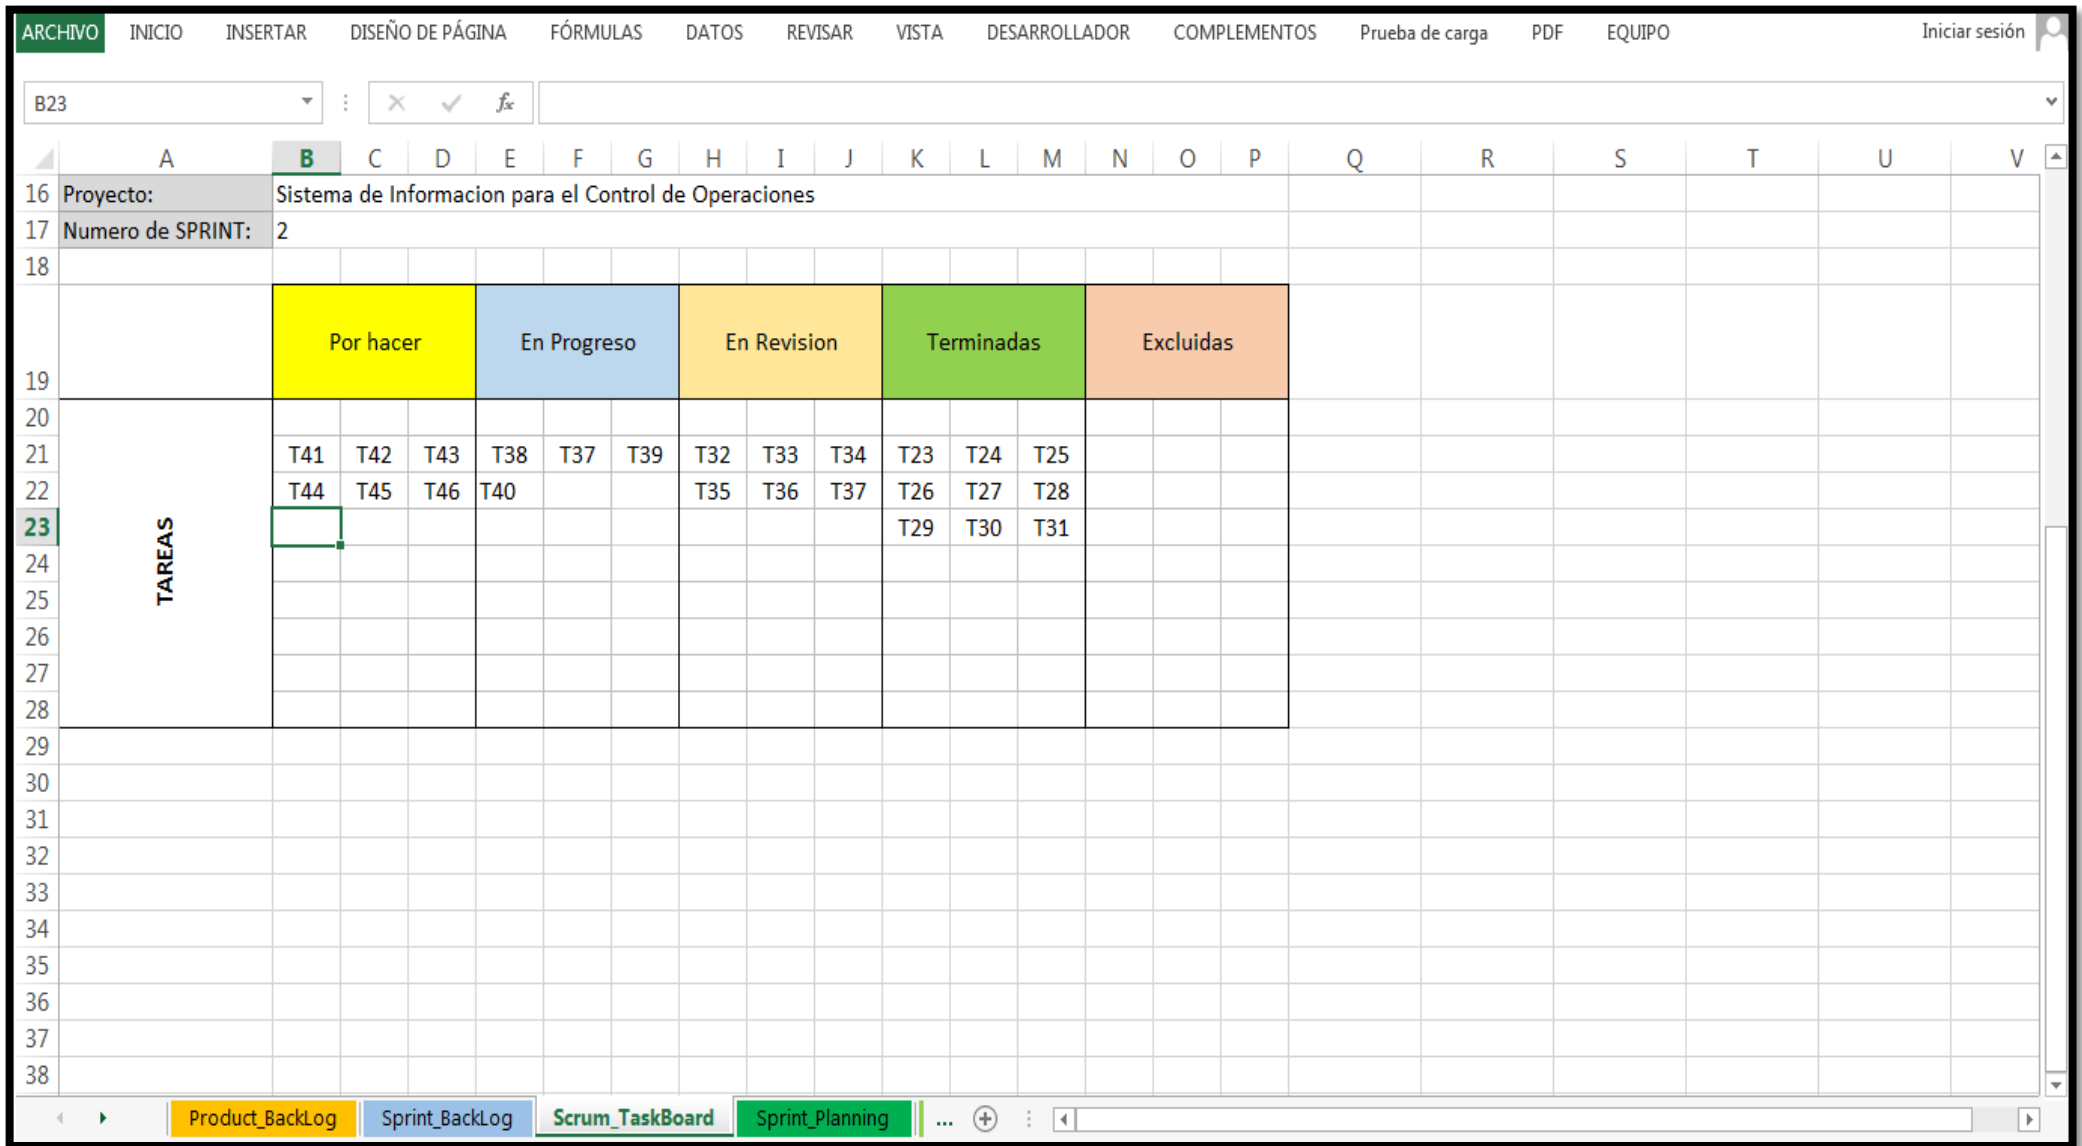 ARCHIVO INICIO INSERTAR DISEÑO DE PÁGINA FÓRMULAS DATOS REVISAR VISTA DESARROLLADOR COMPLEMENTOS Prueba de carga PDF EQUIPO Iniciar sesión
B23 fx
A B C D E F G H I J K L M N O P Q R S T U V
16 Proyecto: Sistema de Informacion para el Control de Operaciones
17 Numero de SPRINT: 2
18
19 Por hacer En Progreso En Revision Terminadas Excluidas
20
21 T41 T42 T43 T38 T37 T39 T32 T33 T34 T23 T24 T25
22 T44 T45 T46 T40 T35 T36 T37 T26 T27 T28
23 T29 T30 T31
TAREAS
24
25
26
27
28
29
30
31
32
33
34
35
36
37
38
Product_BackLog Sprint_BackLog Scrum_TaskBoard Sprint_Planning ...